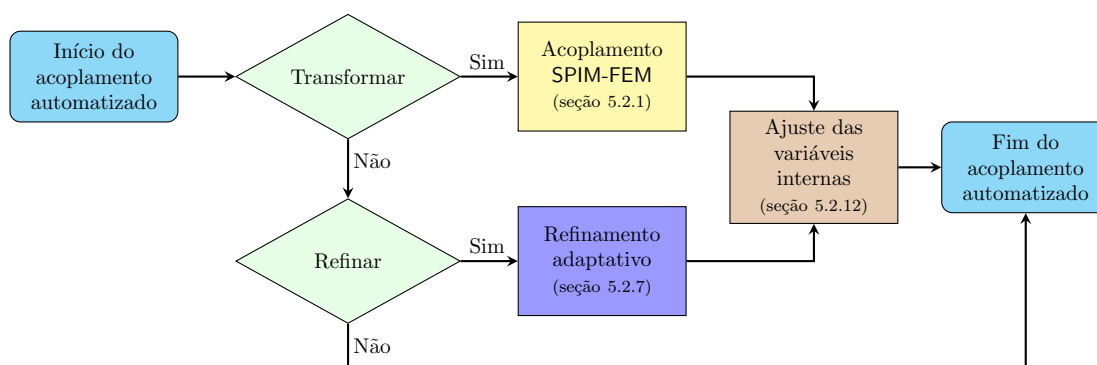 Início do
acoplamento
automatizado
Transformar
Sim
Acoplamento
SPIM-FEM
(seção 5.2.1)
Não
Ajuste das
variáveis
internas
(seção 5.2.12)
Fim do
acoplamento
automatizado
Refinar
Sim
Refinamento
adaptativo
(seção 5.2.7)
Não